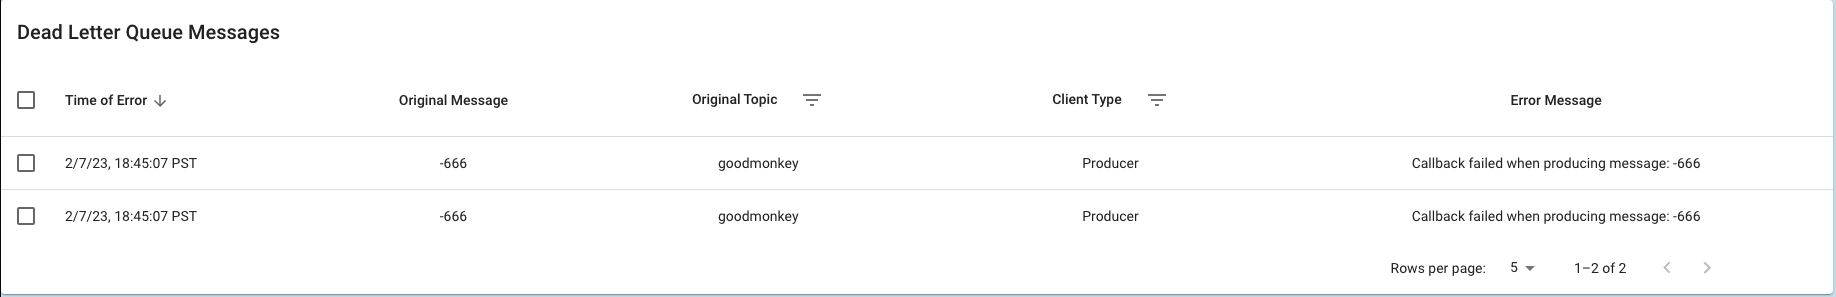 Dead Letter Queue Messages
Time of Error Original Message Original Topic Client Type Error Message
2/7/23, 18:45:07 PST -666 goodmonkey Producer Callback failed when producing message: -666
2/7/23, 18:45:07 PST -666 goodmonkey Producer Callback failed when producing message: -666
Rows per page: 5 1–2 of 2